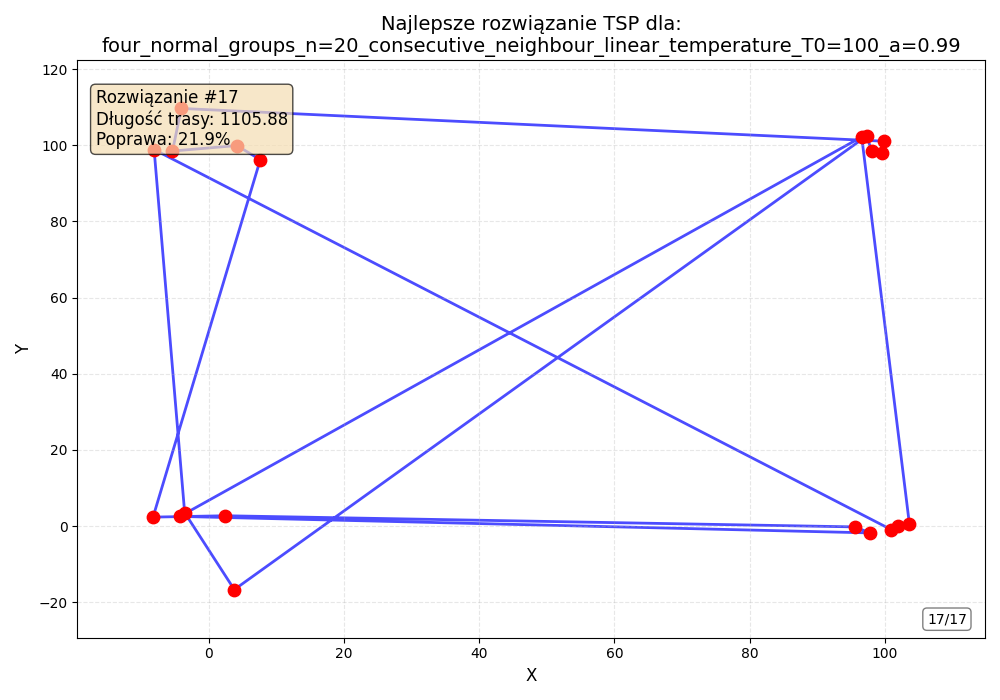 Najlepsze rozwiązanie TSP dla:
four_normal_groups_n=20_consecutive_neighbour_linear_temperature_T0=100_a=0.99
Rozwiązanie #17
Długość trasy: 1105.88
Poprawa: 21.9%
120
100
80
60
40
20
0
−20
Y
17/17
0
20
40
60
80
100
X